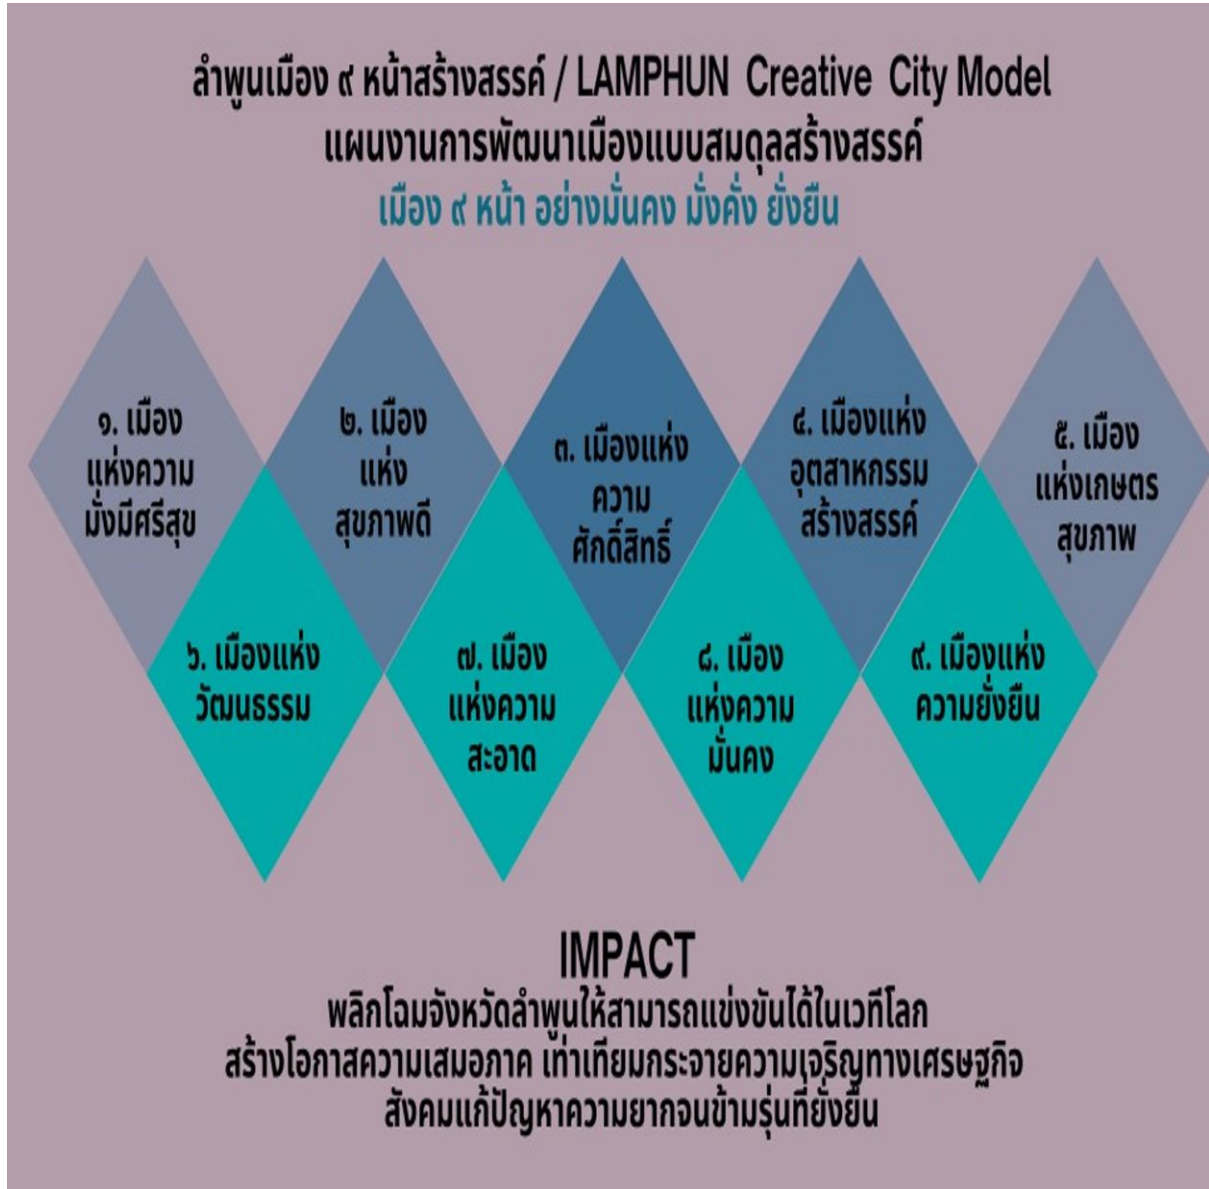 ลำพูนเมือง ๙ หน้าสร้างสรรค์ / LAMPHUN Creative City Model
แผนงานการพัฒนาเมืองแบบสมดุลสร้างสรรค์
เมือง ๙ หน้า อย่างมั่นคง มั่งคั่ง ยั่งยืน
๑. เมือง
แห่งความ
มั่งมีศรีสุข
๒. เมือง
แห่ง
สุขภาพดี
๓. เมืองแห่ง
ความ
ศักดิ์สิทธิ์
๔. เมืองแห่ง
อุตสาหกรรม
สร้างสรรค์
๕. เมือง
แห่งเกษตร
สุขภาพ
๖. เมืองแห่ง
วัฒนธรรม
๗. เมือง
แห่งความ
สะอาด
๘. เมือง
แห่งความ
มั่นคง
๙. เมืองแห่ง
ความยั่งยืน
IMPACT
พลิกโฉมจังหวัดลำพูนให้สามารถแข่งขันได้ในเวทีโลก
สร้างโอกาสความเสมอภาค เท่าเทียมกระจายความเจริญทางเศรษฐกิจ
สังคมแก้ปัญหาความยากจนข้ามรุ่นที่ยั่งยืน